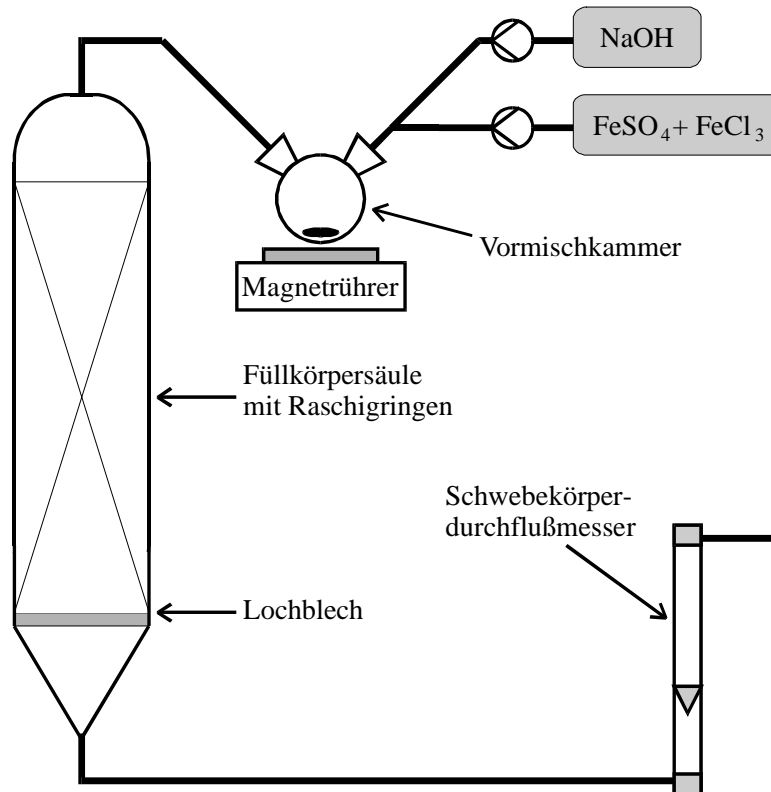 NaOH
FeSO₄ + FeCl₃
Vormischkammer
Magnetrührer
Füllkörpersäule
mit Raschigringen
Schwebekörper-
durchflußmesser
Lochblech